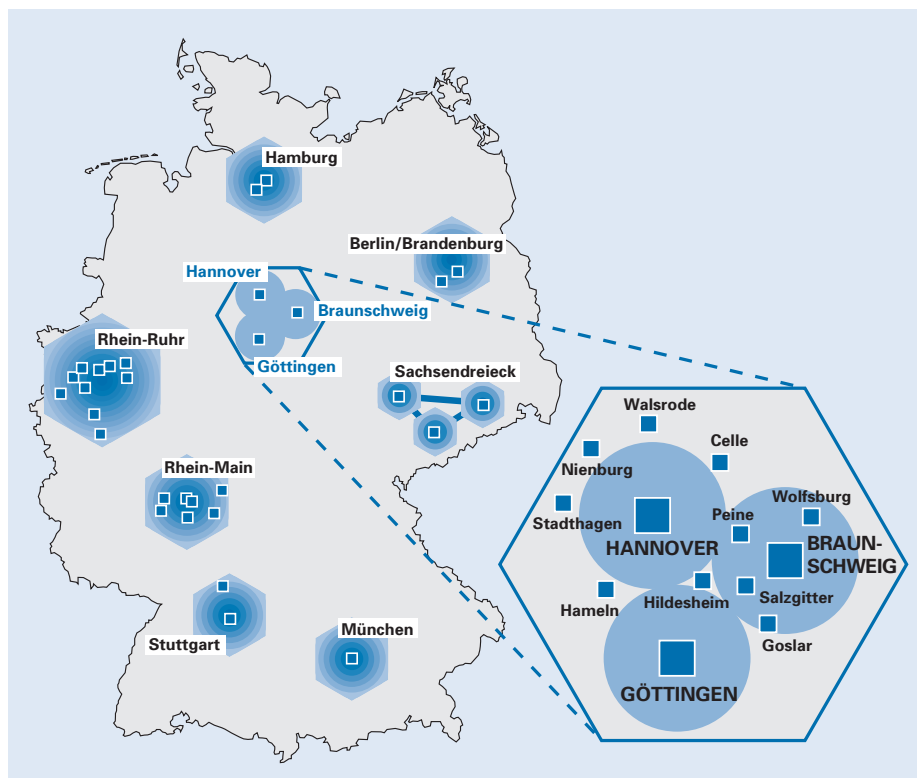 Hamburg
Berlin/Brandenburg
Hannover
Braunschweig
Göttingen
Rhein-Ruhr
Sachsendreieck
Rhein-Main
Stuttgart
München
Walsrode
Celle
Nienburg
Wolfsburg
Stadthagen
Peine
HANNOVER
BRAUN-
SCHWEIG
Hameln
Hildesheim
Salzgitter
Goslar
GÖTTINGEN